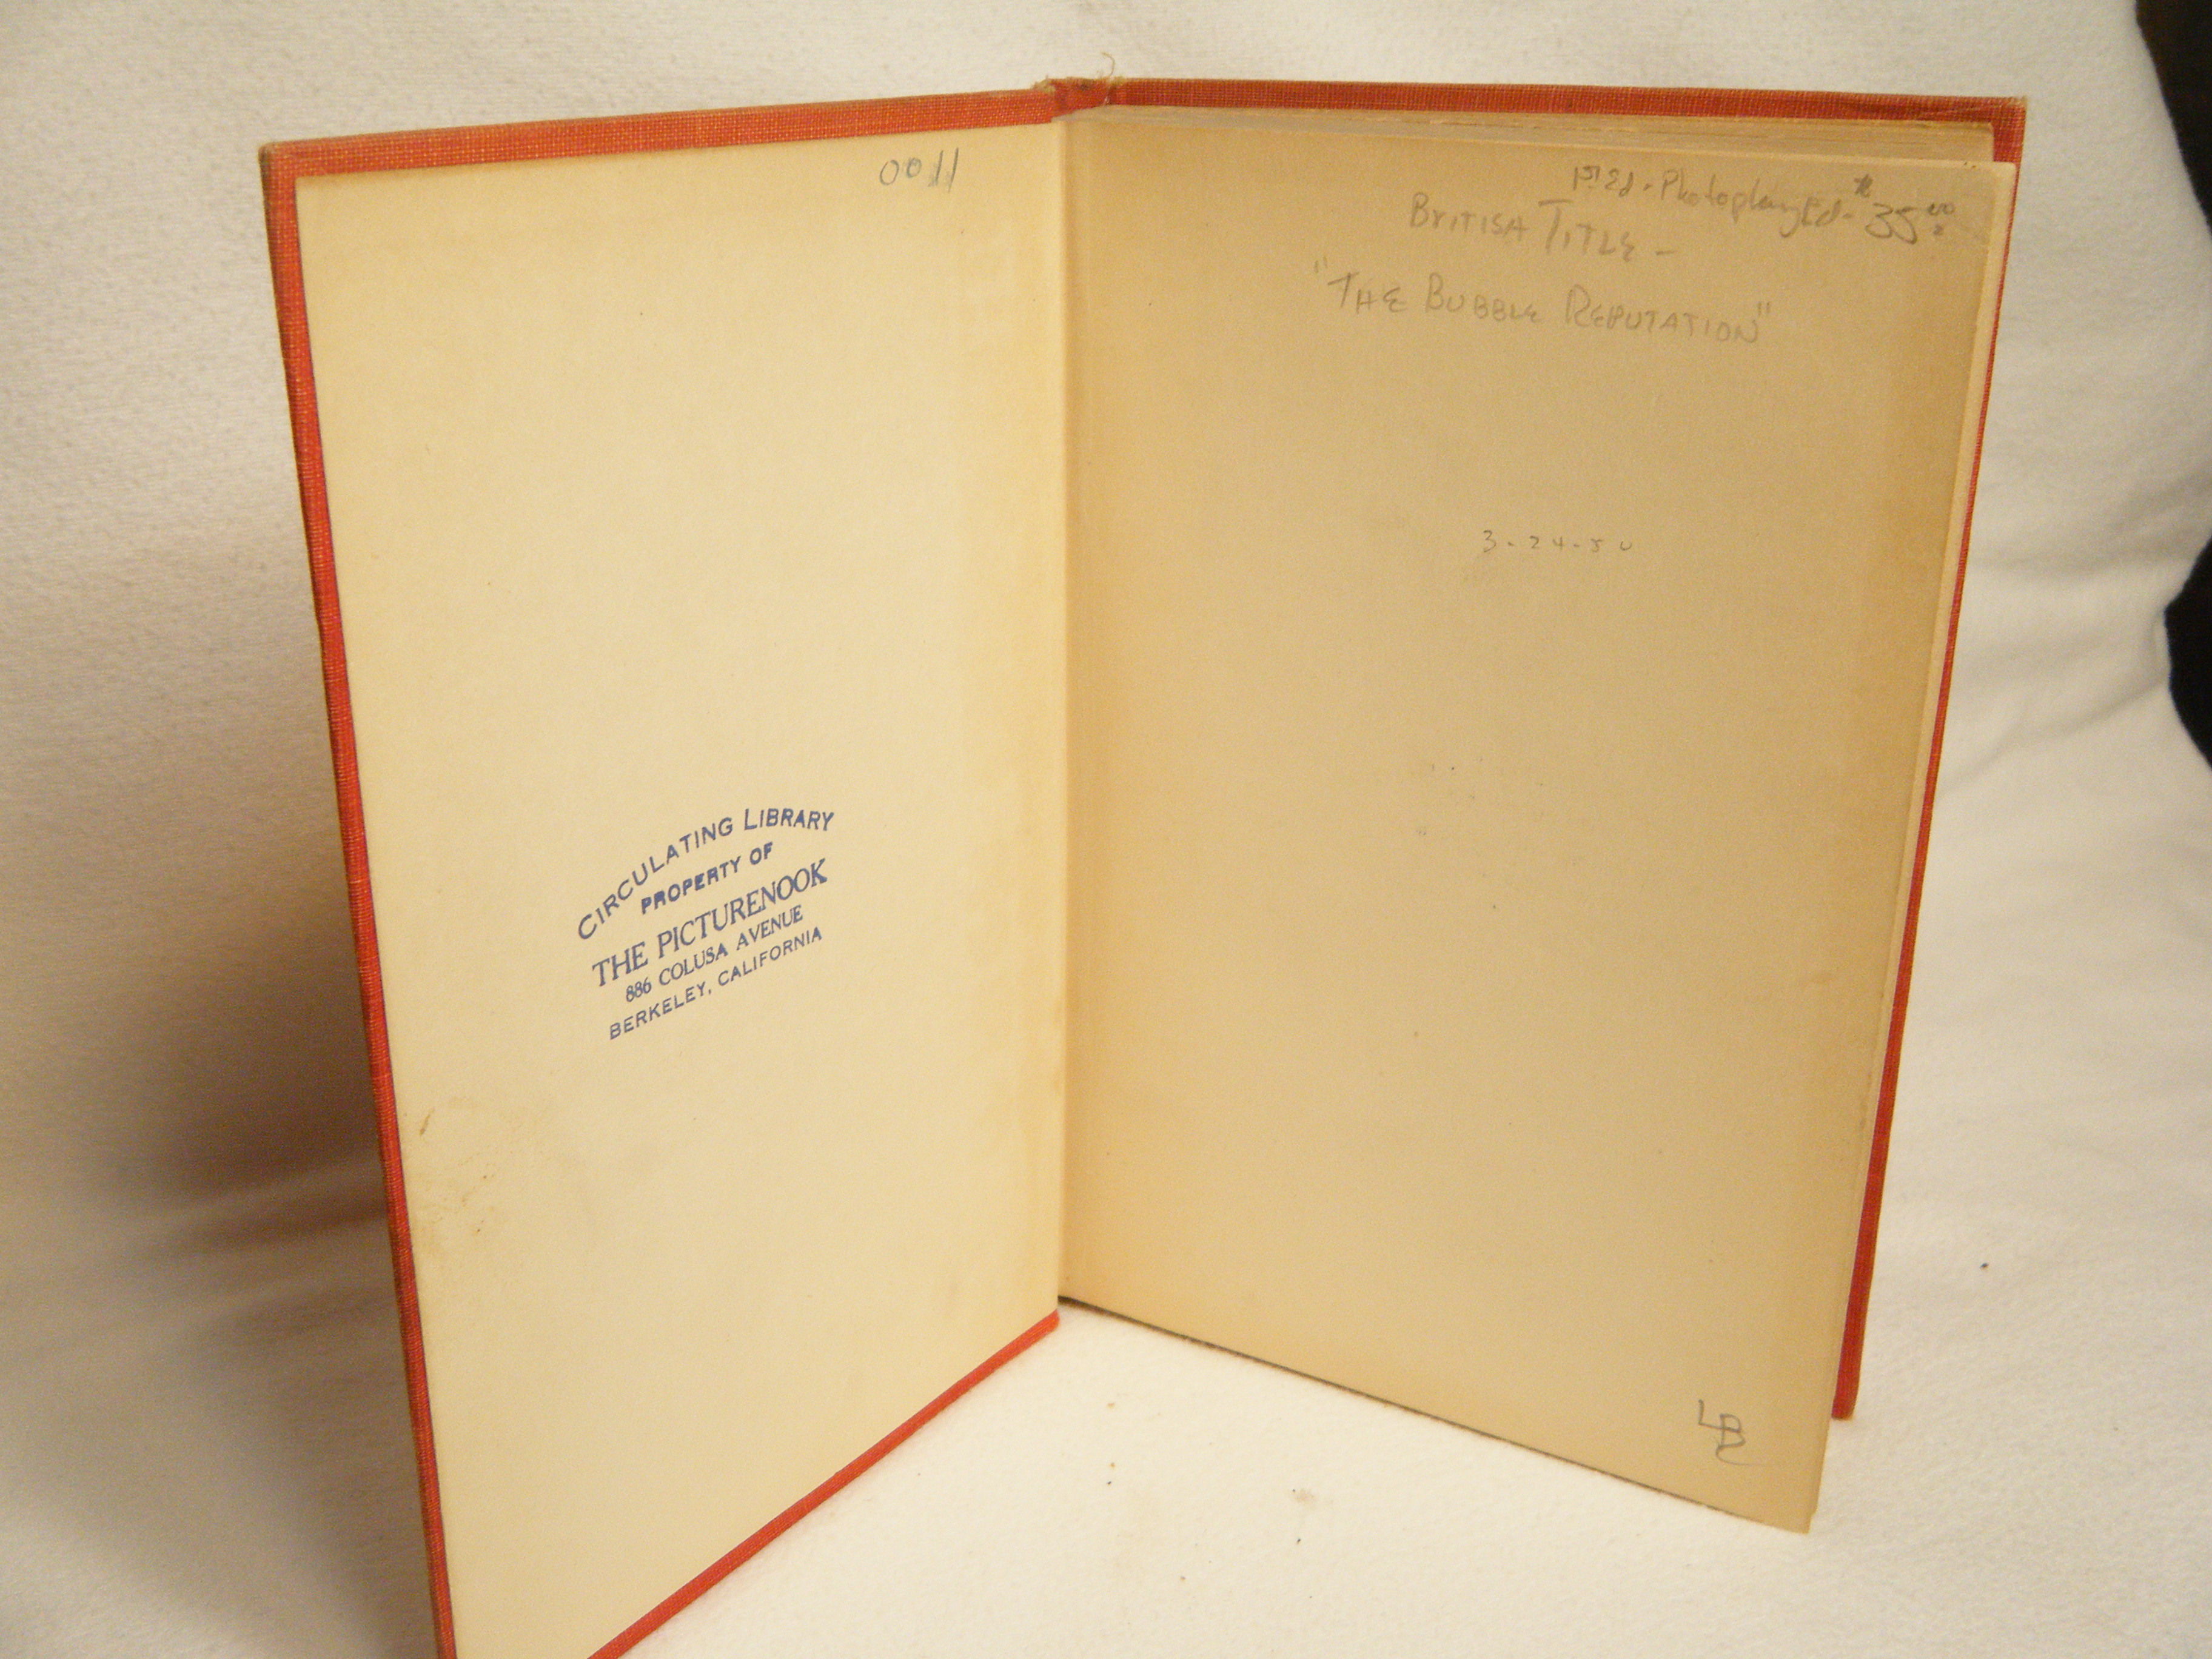 0011
CIRCULATING LIBRARY
PROPERTY OF
THE PICTURENOOK
886 COLUSA AVENUE
BERKELEY, CALIFORNIA
1st Ed. Photoplay Ed- $35.00
BRITISH TITLE -
"THE BUBBLE REPUTATION"
3-24-50
LB